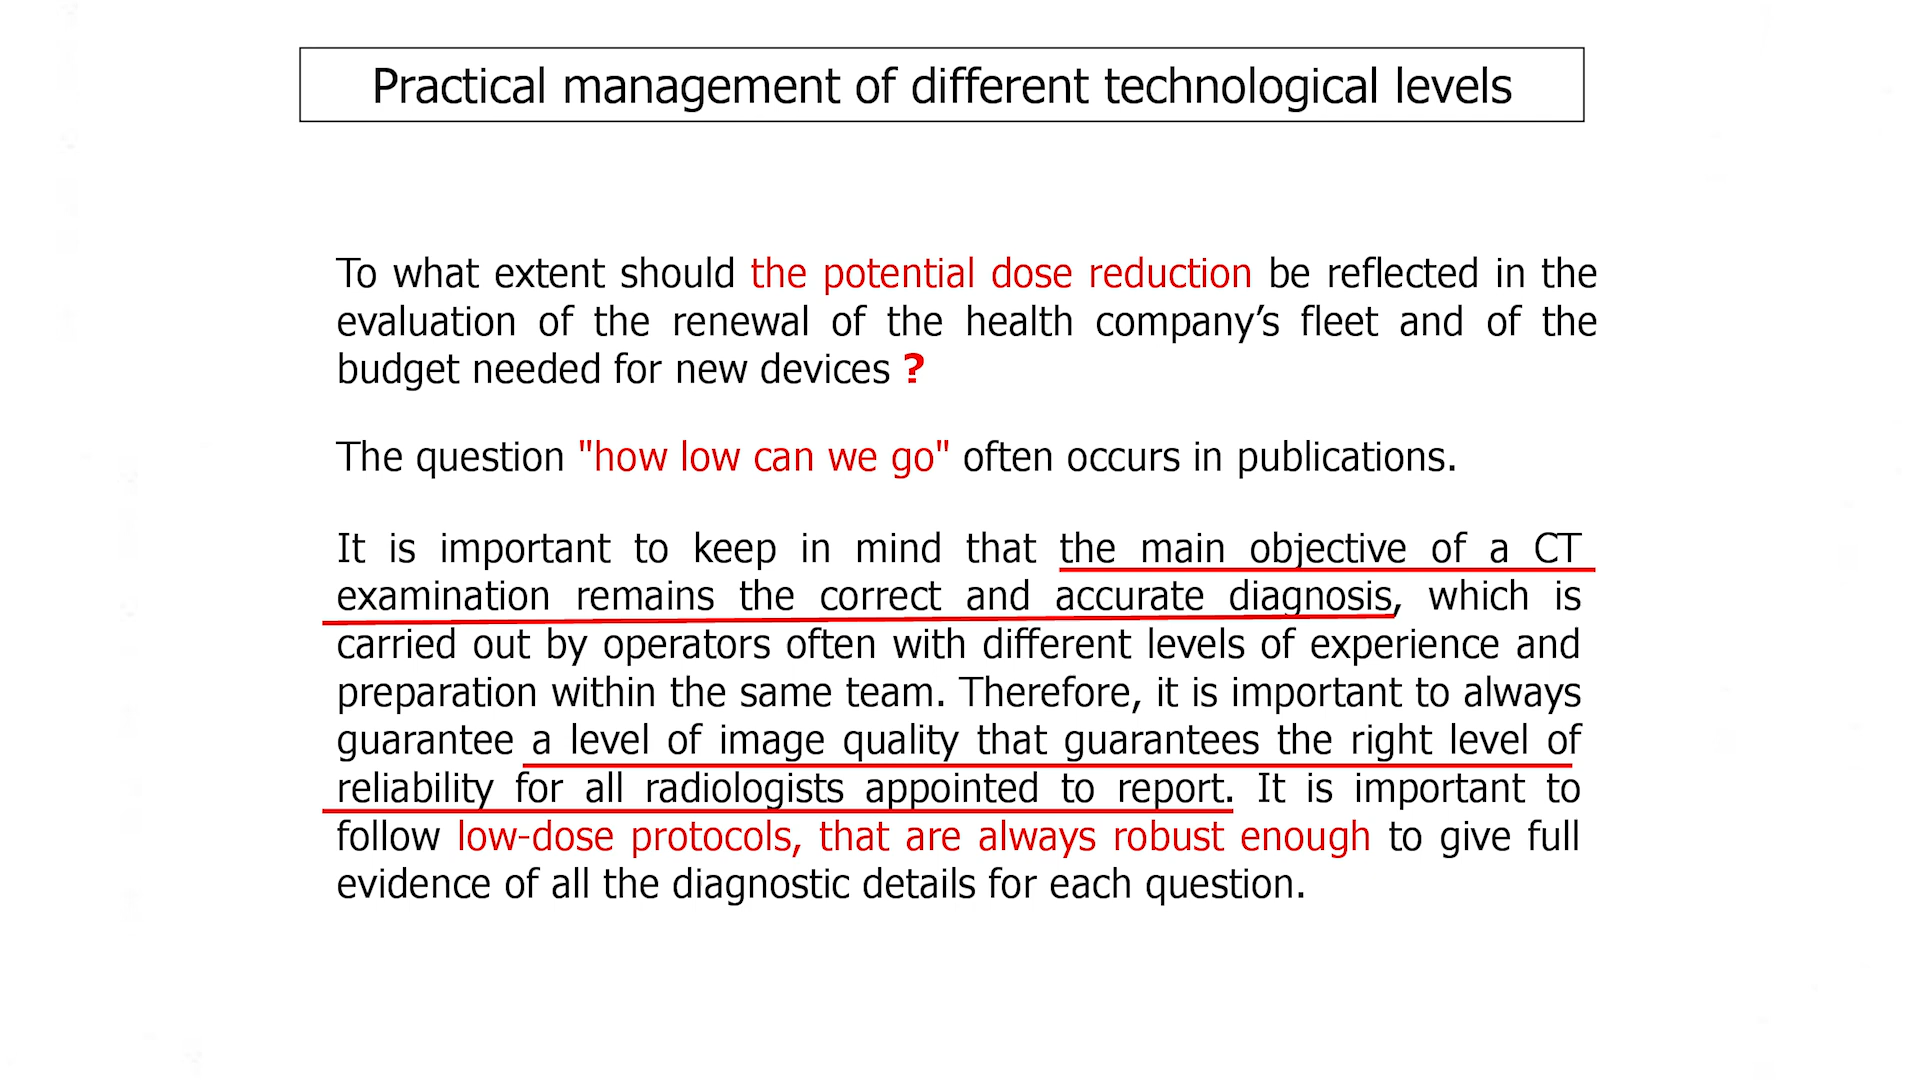 Practical management of different technological levels
To what extent should the potential dose reduction be reflected in the
evaluation of the renewal of the health company’s fleet and of the
budget needed for new devices ?
The question "how low can we go" often occurs in publications.
It is important to keep in mind that the main objective of a CT
examination remains the correct and accurate diagnosis, which is
carried out by operators often with different levels of experience and
preparation within the same team. Therefore, it is important to always
guarantee a level of image quality that guarantees the right level of
reliability for all radiologists appointed to report. It is important to
follow low-dose protocols, that are always robust enough to give full
evidence of all the diagnostic details for each question.